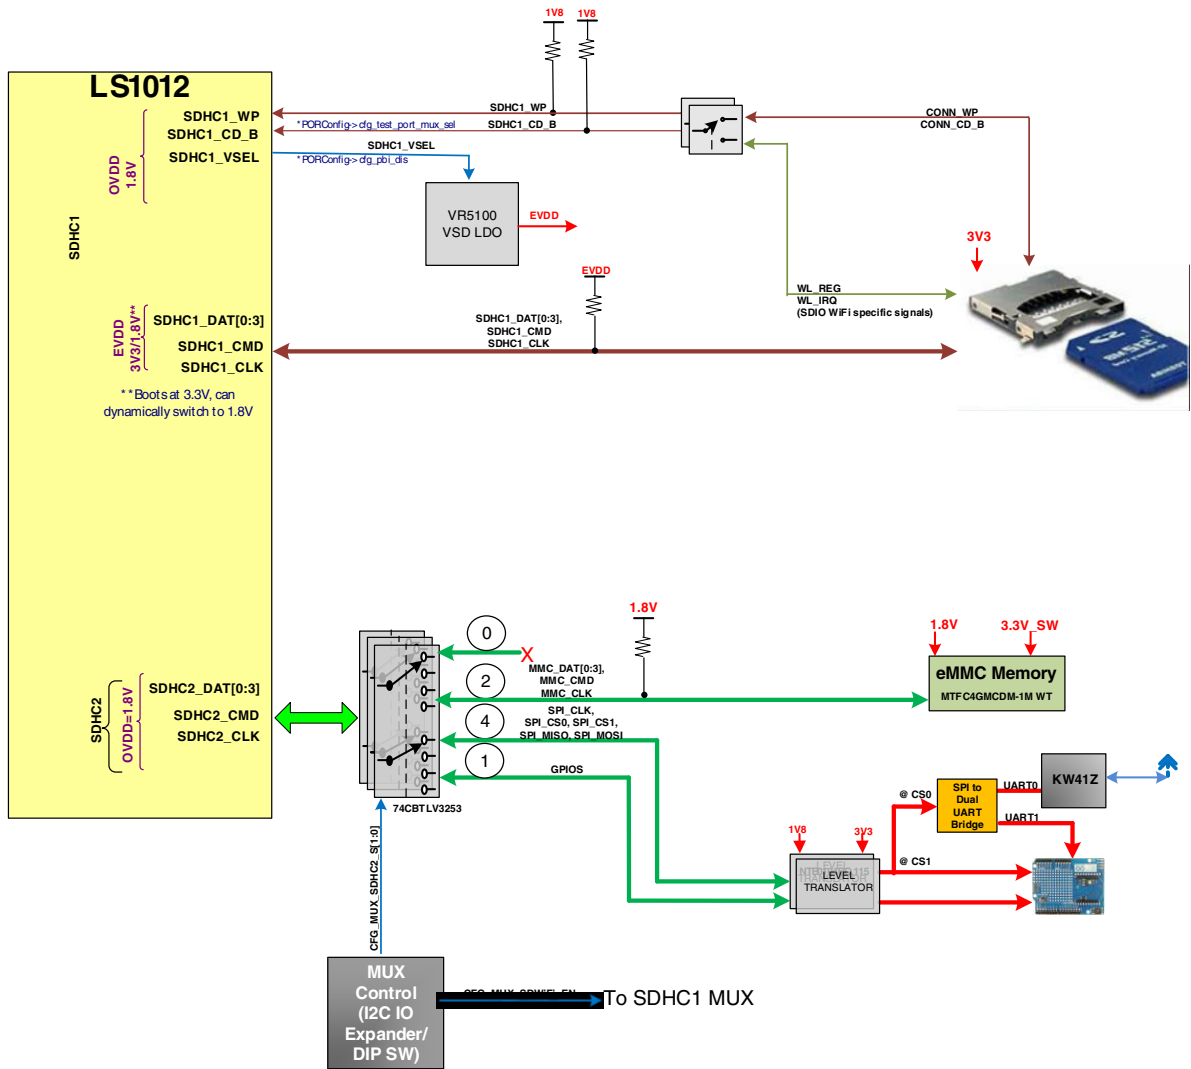 1V8
1V8
LS1012
SDHC1_WP
SDHC1_CD_B
SDHC1_VSEL
OVDD
1.8V
SDHC1_WP
*PORConfig-> cfg_test_port_mux_sel
SDHC1_CD_B
SDHC1_VSEL
*PORConfig-> cfg_pbi_dis
CONN_WP
CONN_CD_B
VR5100
VSD LDO
EVDD
SDHC1
3V3
EVDD
WL_REG
WL_IRQ
(SDIO WiFi specific signals)
EVDD
3V3/1.8V**
SDHC1_DAT[0:3]
SDHC1_CMD
SDHC1_CLK
SDHC1_DAT[0:3],
SDHC1_CMD
SDHC1_CLK
**Boots at 3.3V, can
dynamically switch to 1.8V
1.8V
0
X
MMC_DAT[0:3],
MMC_CMD
MMC_CLK
2
1.8V
3.3V_SW
eMMC Memory
MTFC4GMCDM-1M WT
SDHC2
OVDD=1.8V
SDHC2_DAT[0:3]
SDHC2_CMD
SDHC2_CLK
4
SPI_CLK,
SPI_CS0, SPI_CS1,
SPI_MISO, SPI_MOSI
1
GPIOS
74CBTLV3253
@ CS0
SPI to
Dual
UART
Bridge
UART0
UART1
KW41Z
1V8
3V3
@ CS1
LEVEL
TRANSLATOR
CFG_MUX_SDHC2_S[1:0]
MUX
Control
(I2C IO
Expander/
DIP SW)
To SDHC1 MUX